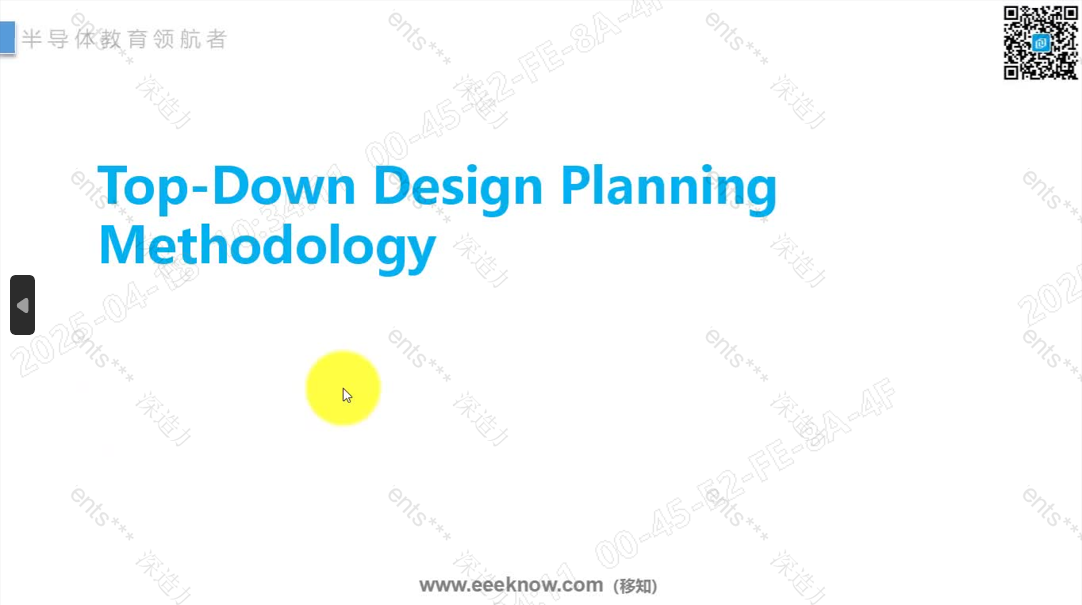 半导体教育领航者
Top-Down Design Planning
Methodology
www.eeeknow.com（移知）